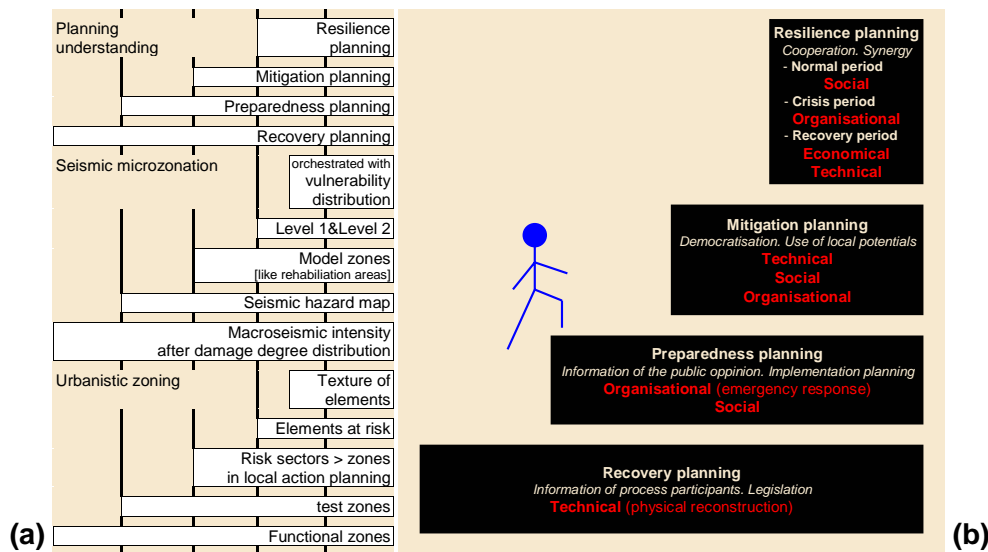 Planning
understanding
Resilience
planning
Mitigation planning
Preparedness planning
Recovery planning
Seismic microzonation
orchestrated with
vulnerability
distribution
Level 1&Level 2
Model zones
[like rehabiliation areas]
Seismic hazard map
Macroseismic intensity
after damage degree distribution
Urbanistic zoning
Texture of
elements
Elements at risk
Risk sectors > zones
in local action planning
test zones
Functional zones
(a)
Resilience planning
Cooperation. Synergy
- Normal period
Social
- Crisis period
Organisational
- Recovery period
Economical
Technical
Mitigation planning
Democratisation. Use of local potentials
Technical
Social
Organisational
Preparedness planning
Information of the public oppinion. Implementation planning
Organisational (emergency response)
Social
Recovery planning
Information of process participants. Legislation
Technical (physical reconstruction)
(b)